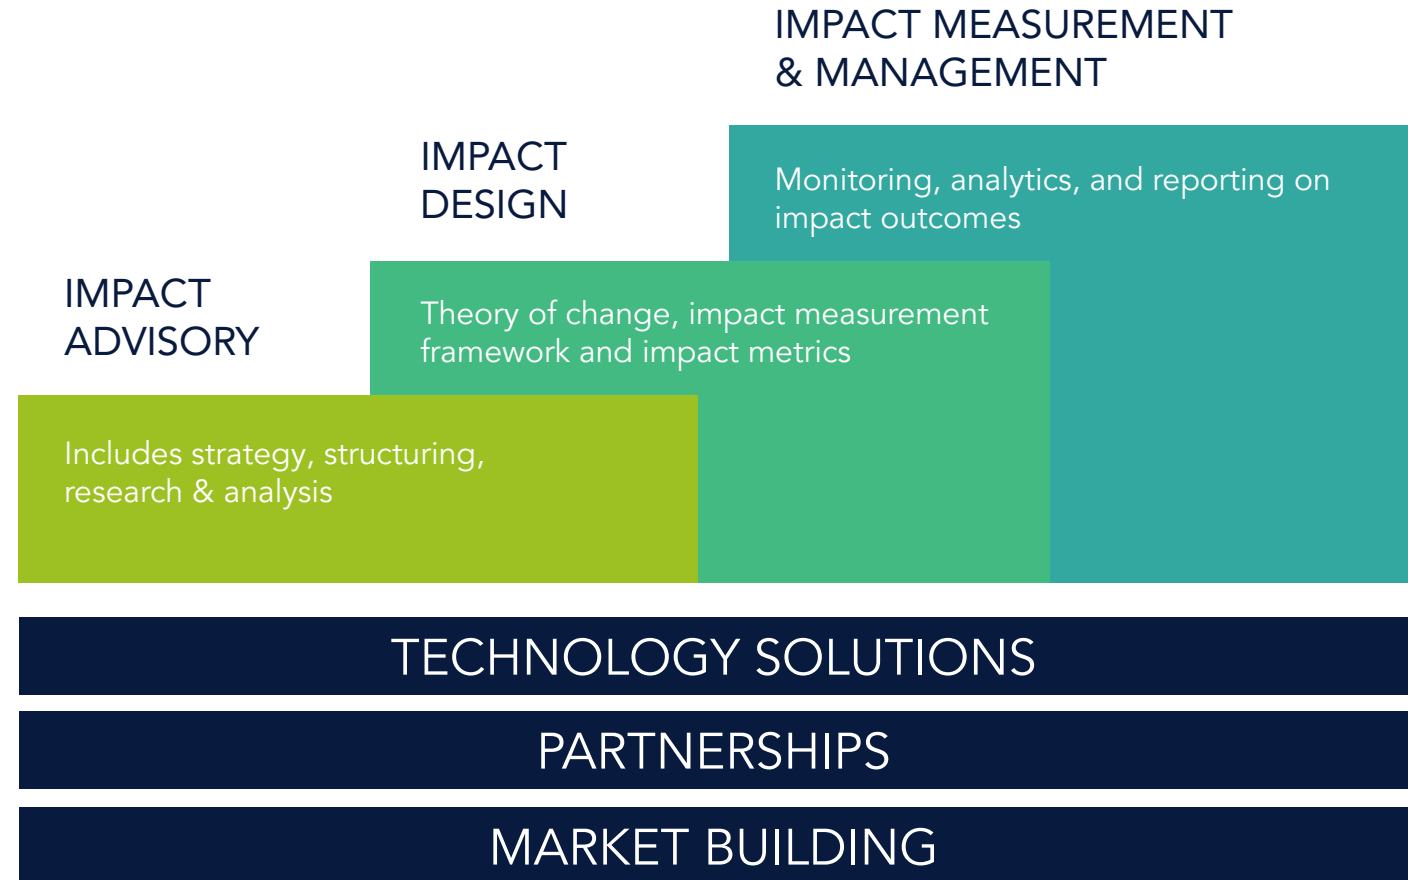 IMPACT MEASUREMENT
& MANAGEMENT
Monitoring, analytics, and reporting on
impact outcomes
IMPACT
DESIGN
Theory of change, impact measurement
framework and impact metrics
IMPACT
ADVISORY
Includes strategy, structuring,
research & analysis
TECHNOLOGY SOLUTIONS
PARTNERSHIPS
MARKET BUILDING